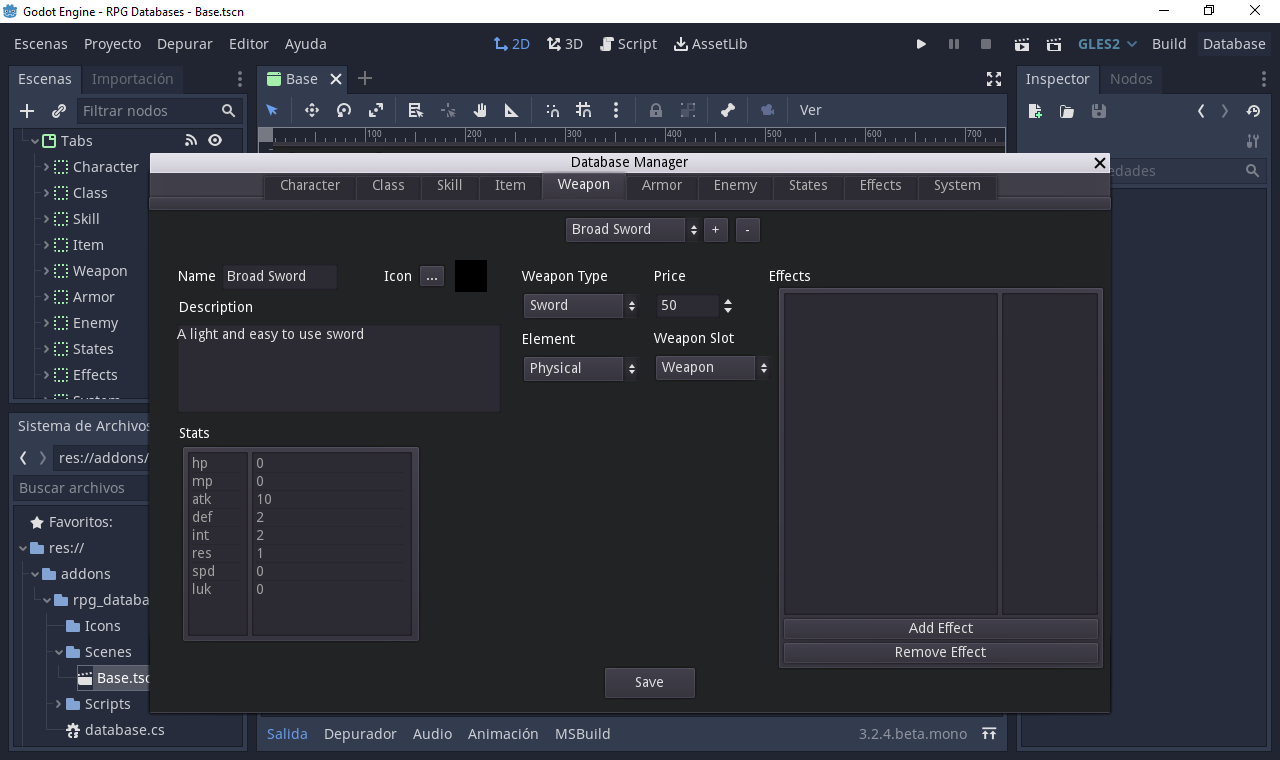 Godot Engine - RPG Databases - Base.tscn
Escenas Proyecto Depurar Editor Ayuda 2D 3D Script AssetLib GLES2 Build Database
Escenas Importación Base Inspector Nodos
Filtrar nodos Ver
100 200 300 400 500 600 700
Tabs
Character
Class
Skill
Item
Weapon
Armor
Enemy
States
Effects
Sistema de Archivos
res://addons/
Buscar archivos
Favoritos:
res://
addons
rpg_databa
Icons
Scenes
Base.tsc
Scripts
database.cs
Database Manager
Character Class Skill Item Weapon Armor Enemy States Effects System
Broad Sword + -
Name Broad Sword Icon ... Weapon Type Price Effects
Description Sword 50
A light and easy to use sword
Element Weapon Slot
Physical Weapon
Stats
hp 0
mp 0
atk 10
def 2
int 2
res 1
spd 0
luk 0
Add Effect
Remove Effect
Save
Salida Depurador Audio Animación MSBuild 3.2.4.beta.mono